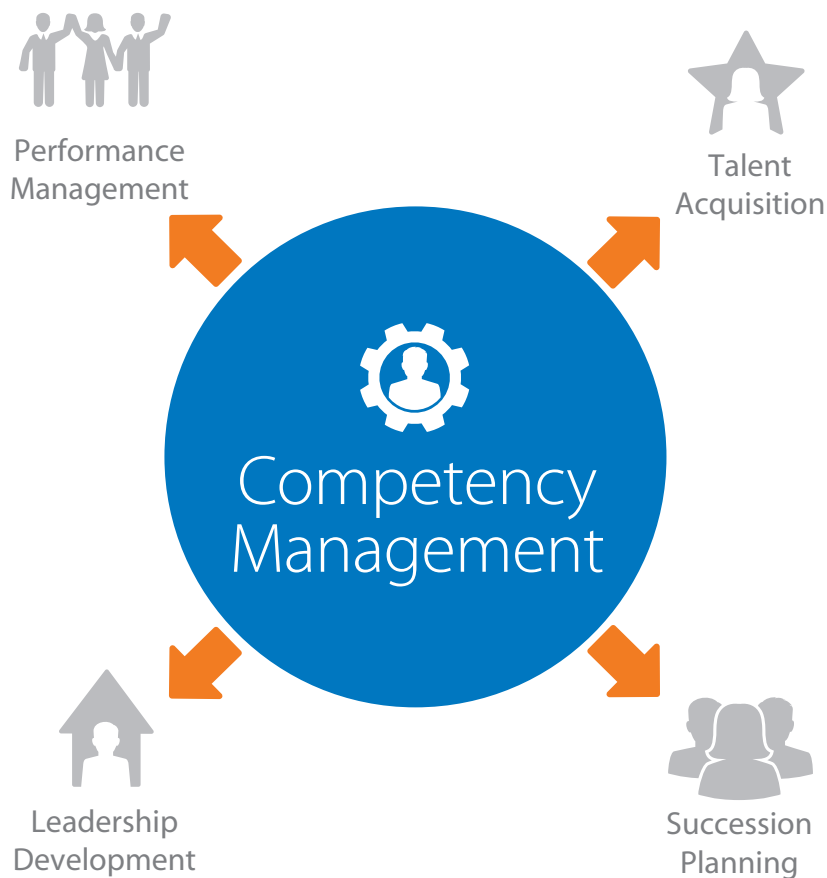 Performance
Management
Talent
Acquisition
Competency
Management
Leadership
Development
Succession
Planning